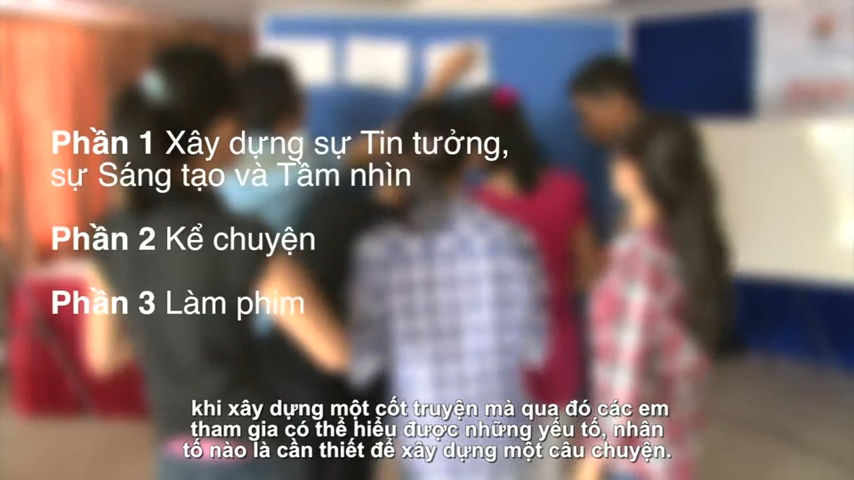 Phần 1 Xây dựng sự Tin tưởng,
sự Sáng tạo và Tầm nhìn
Phần 2 Kể chuyện
Phần 3 Làm phim
khi xây dựng một cốt truyện mà qua đó các em
tham gia có thể hiểu được những yếu tố, nhân
tố nào là cần thiết để xây dựng một câu chuyện.